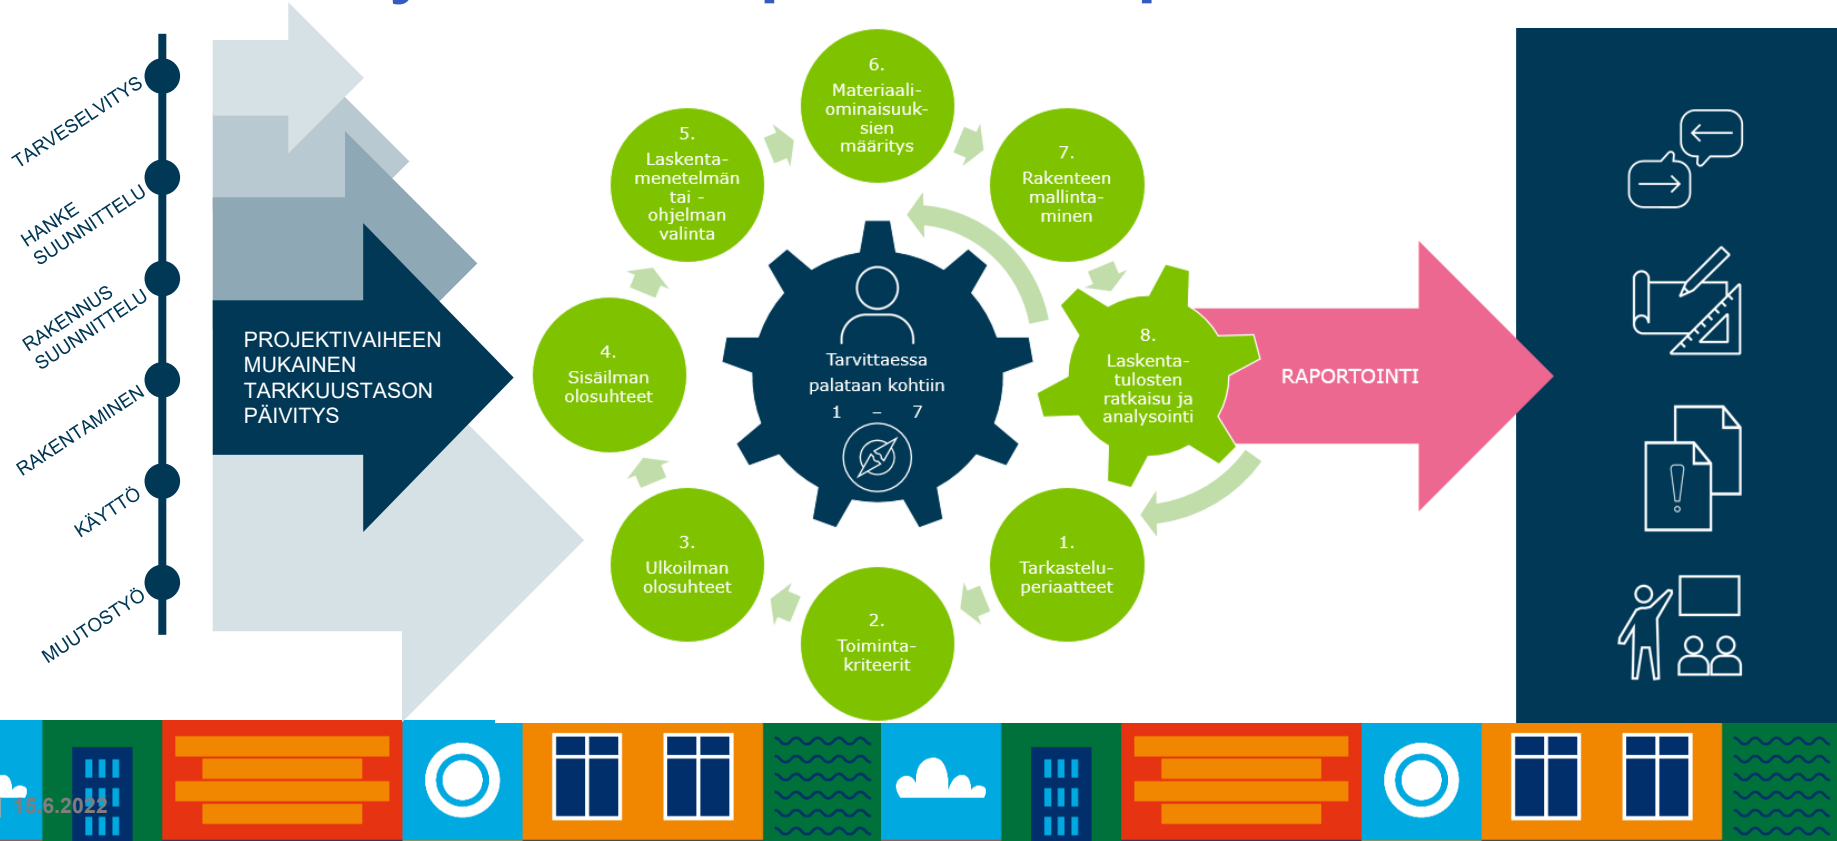 TARVESELVITYS
HANKE
SUUNNITTELU
RAKENNUS
SUUNNITTELU
RAKENTAMINEN
KÄYTTÖ
MUUTOSTYÖ
PROJEKTIVAIHEEN
MUKAINEN
TARKKUUSTASON
PÄIVITYS
1.
Tarkastelu-
periaatteet
2.
Toiminta-
kriteerit
3.
Ulkoilman
olosuhteet
4.
Sisäilman
olosuhteet
5.
Laskenta-
menetelmän
tai -
ohjelman
valinta
6.
Materiaali-
ominaisuuk-
sien
määritys
7.
Rakenteen
mallinta-
minen
8.
Laskenta-
tulosten
ratkaisu ja
analysointi
Tarvittaessa
palataan kohtiin
1 – 7
RAPORTOINTI
15.6.2022